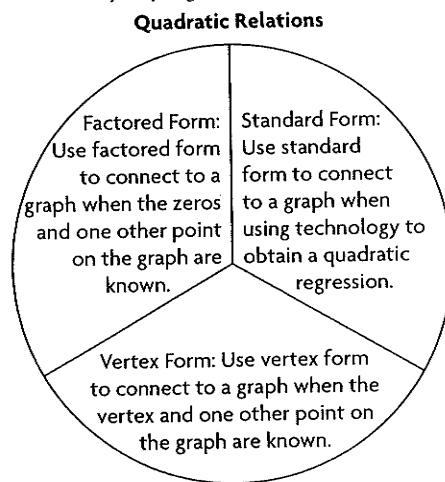 Quadratic Relations
Factored Form:
Use factored form
to connect to a
graph when the zeros
and one other point
on the graph are
known.
Standard Form:
Use standard
form to connect
to a graph when
using technology to
obtain a quadratic
regression.
Vertex Form: Use vertex form
to connect to a graph when the
vertex and one other point on
the graph are known.